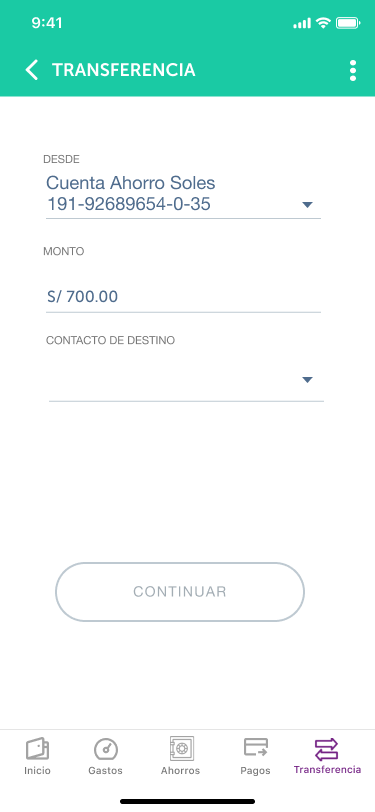 9:41
TRANSFERENCIA
DESDE
Cuenta Ahorro Soles
191-92689654-0-35
MONTO
S/ 700.00
CONTACTO DE DESTINO
CONTINUAR
Inicio
Gastos
Ahorros
Pagos
Transferencia